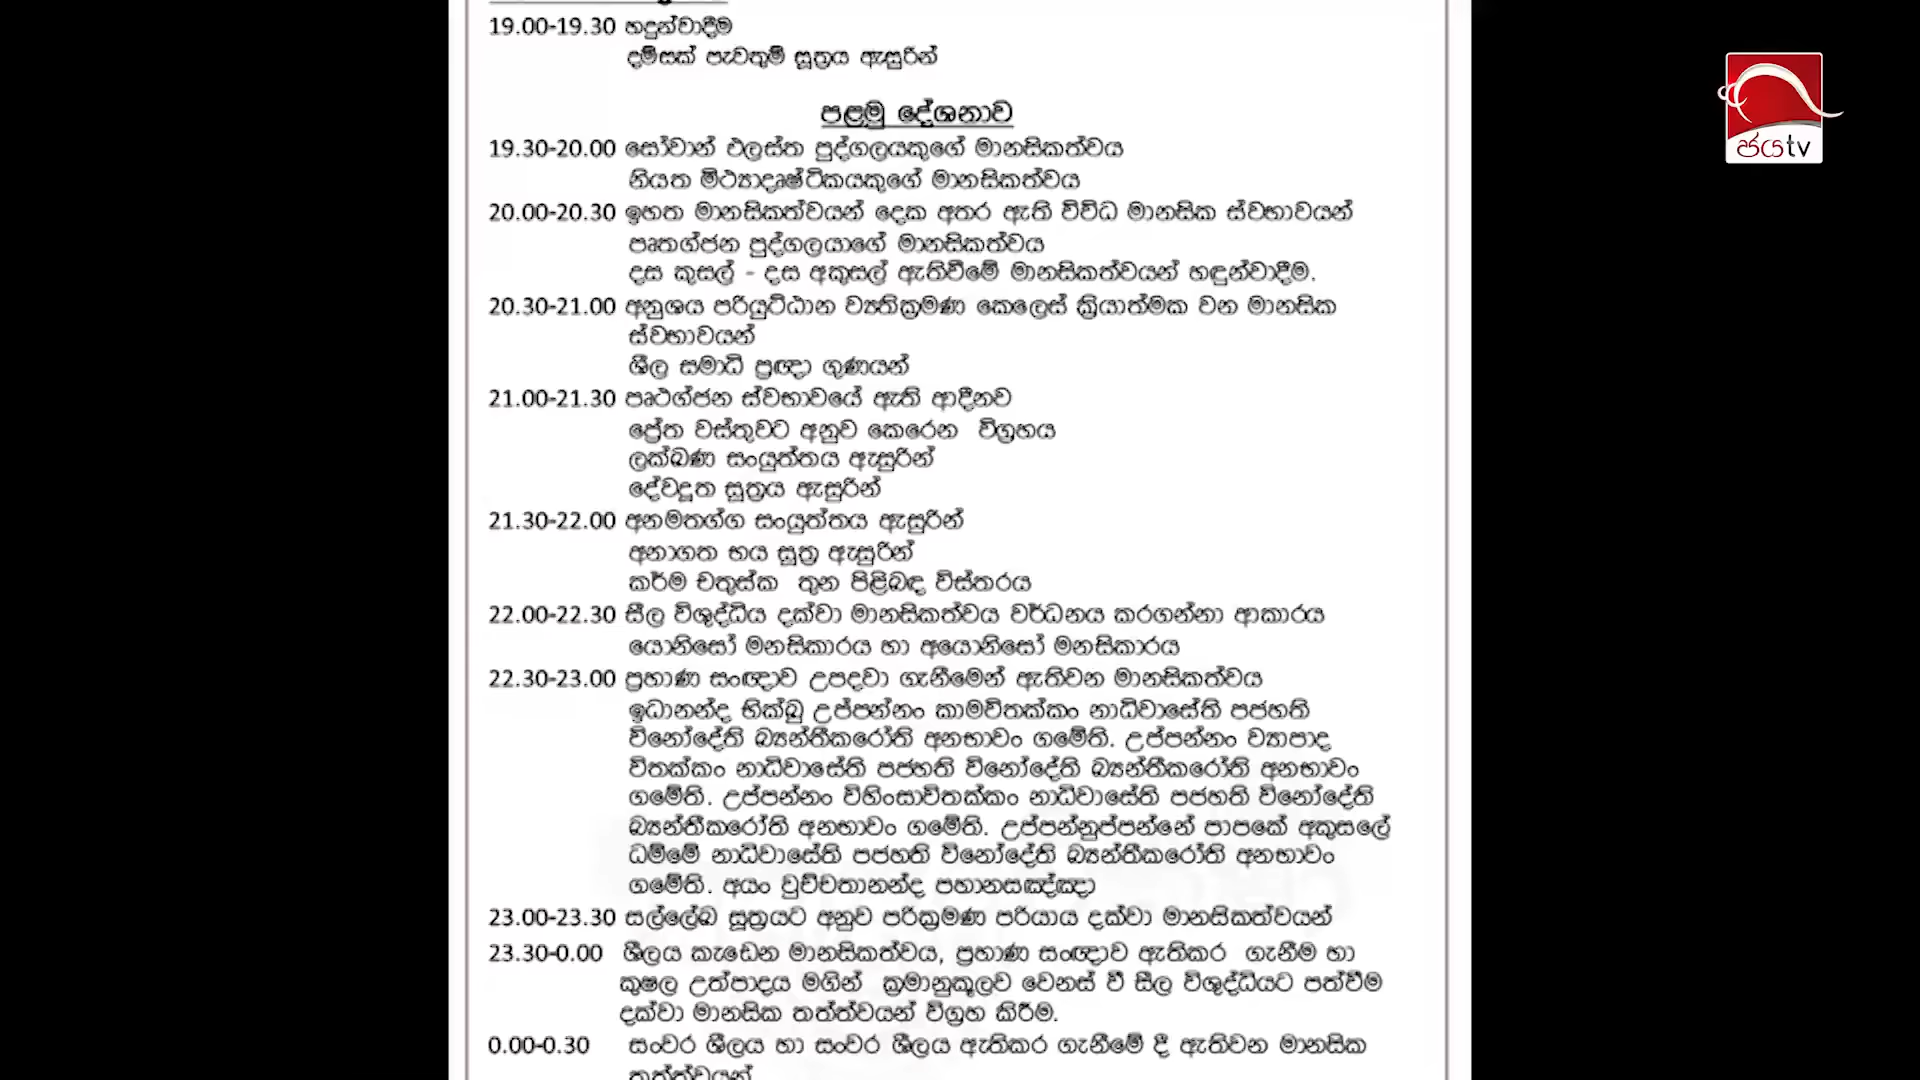 19.00-19.30 හදුන්වාදීම
දම්සක් පැවතුම් සූත්‍රය ඇසුරින්
පළමු දේශනාව
19.30-20.00 සෝවාන් ඵලස්ත පුද්ගලයකුගේ මානසිකත්වය
නියත මිථ්‍යාදෘෂ්ටිකයකුගේ මානසිකත්වය
20.00-20.30 ඉහත මානසිකත්වයන් දෙක අතර ඇති විවිධ මානසික ස්වභාවයන්
පෘතග්ජන පුද්ගලයාගේ මානසිකත්වය
දස කුසල් - දස අකුසල් ඇතිවීමේ මානසිකත්වයන් හඳුන්වාදීම.
20.30-21.00 අනුශය පරියුට්ඨාන ව්‍යතික්‍රමණ කෙලෙස් ක්‍රියාත්මක වන මානසික
ස්වභාවයන්
ශීල සමාධි ප්‍රඥා ගුණයන්
21.00-21.30 පෘථග්ජන ස්වභාවයේ ඇති ආදීනව
ප්‍රේත වස්තුවට අනුව කෙරෙන විග්‍රහය
ලක්ඛණ සංයුත්තය ඇසුරින්
දේවදූත සූත්‍රය ඇසුරින්
21.30-22.00 අනමතග්ග සංයුත්තය ඇසුරින්
අනාගත භය සූත්‍ර ඇසුරින්
කර්ම චතුස්ක තුන පිළිබඳ විස්තරය
22.00-22.30 සීල විශුද්ධිය දක්වා මානසිකත්වය වර්ධනය කරගන්නා ආකාරය
යොනිසෝ මනසිකාරය හා අයොනිසෝ මනසිකාරය
22.30-23.00 ප්‍රහාණ සංඥාව උපදවා ගැනීමෙන් ඇතිවන මානසිකත්වය
ඉධානන්ද භික්ඛු උප්පන්නං කාමවිතක්කං නාධිවාසේති පජහති
විනෝදේති බ්‍යන්තීකරෝති අනභාවං ගමේති. උප්පන්නං ව්‍යාපාද
විතක්කං නාධිවාසේති පජහති විනෝදේති බ්‍යන්තීකරෝති අනභාවං
ගමේති. උප්පන්නං විහිංසාවිතක්කං නාධිවාසේති පජහති විනෝදේති
බ්‍යන්තීකරෝති අනභාවං ගමේති. උප්පන්නුප්පන්නේ පාපකේ අකුසලේ
ධම්මේ නාධිවාසේති පජහති විනෝදේති බ්‍යන්තීකරෝති අනභාවං
ගමේති. අයං වුච්චතානන්ද පහානසඤ්ඤා
23.00-23.30 සල්ලේඛ සූත්‍රයට අනුව පරික්‍රමණ පරියාය දක්වා මානසිකත්වයන්
23.30-0.00 ශීලය කැඩෙන මානසිකත්වය, ප්‍රහාණ සංඥාව ඇතිකර ගැනීම හා
කුෂල උත්පාදය මගින් ක්‍රමානුකූලව වෙනස් වී සීල විශුද්ධියට පත්වීම
දක්වා මානසික තත්ත්වයන් විග්‍රහ කිරීම.
0.00-0.30 සංවර ශීලය හා සංවර ශීලය ඇතිකර ගැනීමේ දී ඇතිවන මානසික
තත්ත්වයන්
ජයtv